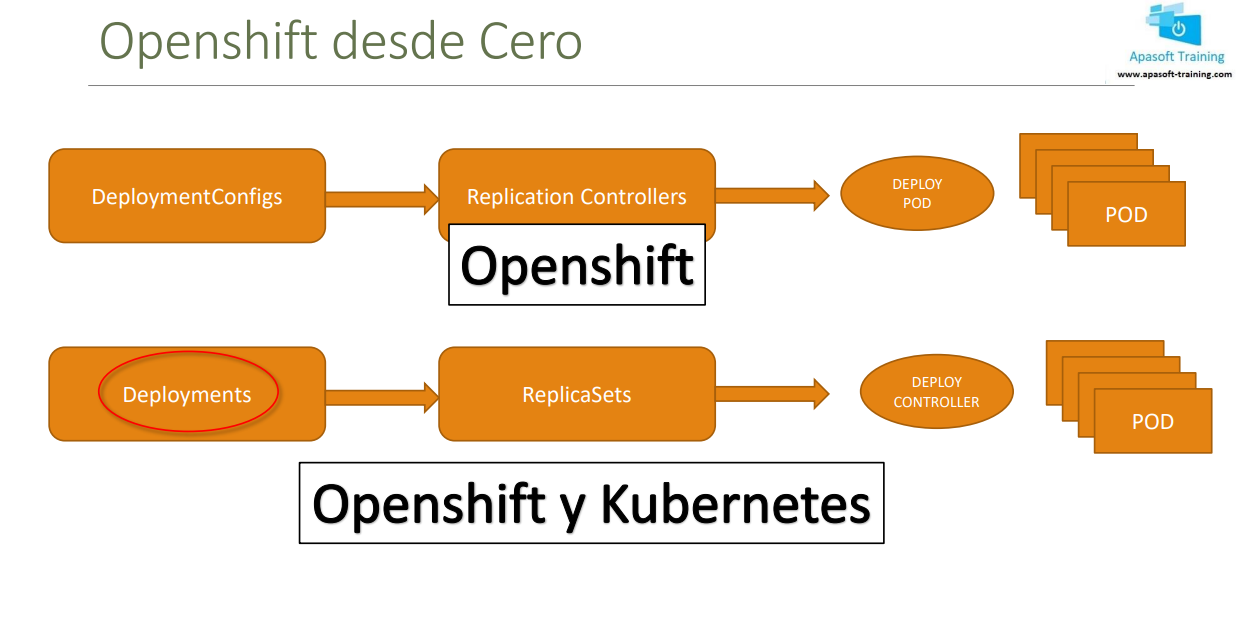 Openshift desde Cero
Apasoft Training
www.apasoft-training.com
DeploymentConfigs
Replication Controllers
DEPLOY
POD
POD
Openshift
Deployments
ReplicaSets
DEPLOY
CONTROLLER
POD
Openshift y Kubernetes